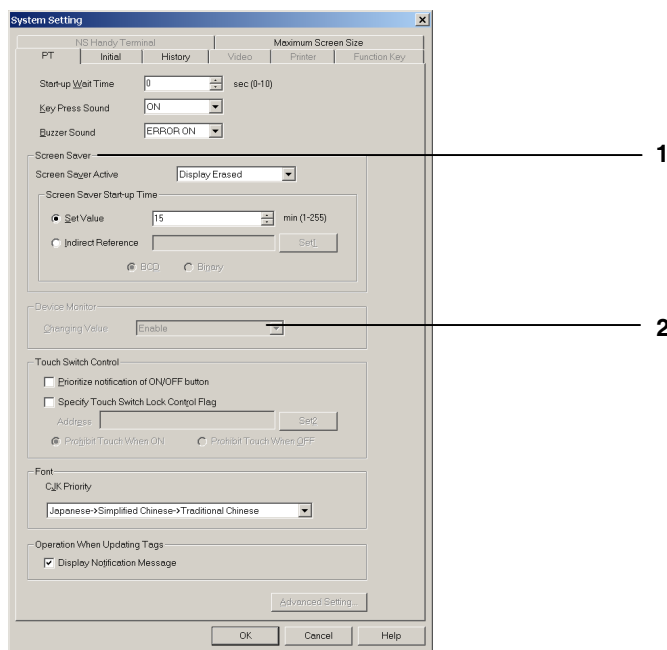 System Setting
NS Handy Terminal Maximum Screen Size
PT Initial History Video Printer Function Key
Start-up Wait Time 0 sec (0-10)
Key Press Sound ON
Buzzer Sound ERROR ON
Screen Saver 1
Screen Saver Active Display Erased
Screen Saver Start-up Time
Set Value 15 min (1-255)
Indirect Reference Set1
BCD Binary
Device Monitor
Changing Value Enable 2
Touch Switch Control
Prioritize notification of ON/OFF button
Specify Touch Switch Lock Control Flag
Address Set2
Prohibit Touch When ON Prohibit Touch When OFF
Font
CJK Priority
Japanese->Simplified Chinese->Traditional Chinese
Operation When Updating Tags
Display Notification Message
Advanced Setting...
OK Cancel Help